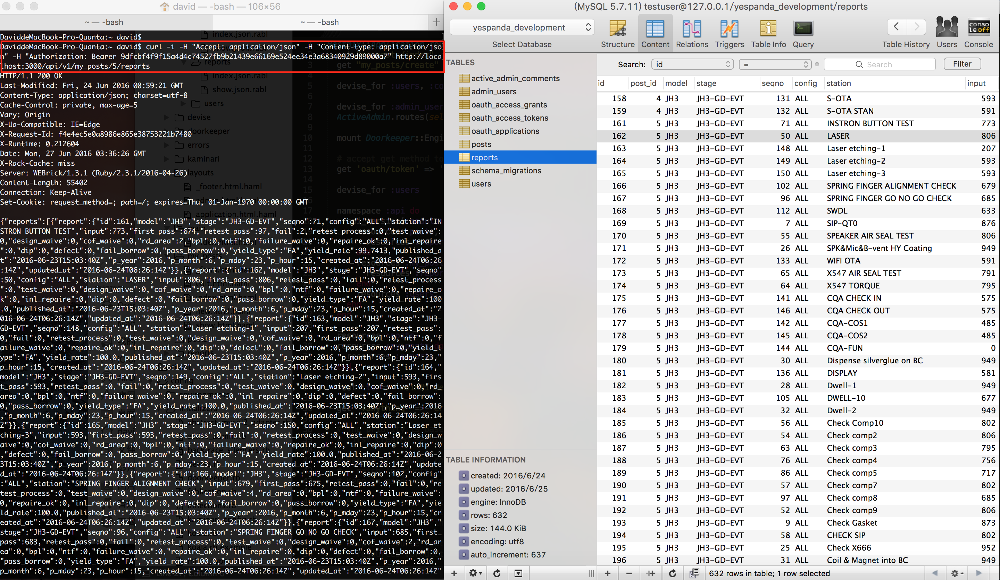 david — -bash — 106×56
~ — -bash
~ — -bash
DaviddeMacBook-Pro-Quanta:~ david$
DaviddeMacBook-Pro-Quanta:~ david$ curl -i -H "Accept: application/json" -H "Content-type: application/jso
n" -H "Authorization: Bearer 9dfcbf4f9f15a4d4c74527fb9b21439e66169e524ee34e3a68340929d89000a7" http://loca
lhost:3000/api/v1/my_posts/5/reports
HTTP/1.1 200 OK
Last-Modified: Fri, 24 Jun 2016 08:59:21 GMT
Content-Type: application/json; charset=utf-8
Cache-Control: private, max-age=5
Vary: Origin
X-Ua-Compatible: IE=Edge
X-Request-Id: f4e4ec5e0a8986e865e38753221b7480
X-Runtime: 0.212604
Date: Mon, 27 Jun 2016 03:36:26 GMT
X-Rack-Cache: miss
Server: WEBrick/1.3.1 (Ruby/2.3.1/2016-04-26)
Content-Length: 55402
Connection: Keep-Alive
Set-Cookie: request_method=; path=/; expires=Thu, 01-Jan-1970 00:00:00 GMT
{"reports":[{"report":{"id":161,"model":"JH3","stage":"JH3-GD-EVT","seqno":71,"config":"ALL","station":"IN
STRON BUTTON TEST","input":773,"first_pass":674,"retest_pass":97,"fail":2,"retest_process":0,"test_waive":
0,"design_waive":0,"cof_waive":0,"rd_area":2,"bpl":0,"ntf":0,"failure_waive":0,"repaire_ok":0,"inl_repaire
":0,"dip":0,"defect":0,"fail_borrow":0,"pass_borrow":0,"yield_type":"FA","yield_rate":99.7413,"published_a
t":"2016-06-23T15:03:40Z","p_year":2016,"p_month":6,"p_mday":23,"p_hour":15,"created_at":"2016-06-24T06:26
:14Z","updated_at":"2016-06-24T06:26:14Z"}},{"report":{"id":162,"model":"JH3","stage":"JH3-GD-EVT","seqno"
:50,"config":"ALL","station":"LASER","input":806,"first_pass":806,"retest_pass":0,"fail":0,"retest_process
":0,"test_waive":0,"design_waive":0,"cof_waive":0,"rd_area":0,"bpl":0,"ntf":0,"failure_waive":0,"repaire_o
k":0,"inl_repaire":0,"dip":0,"defect":0,"fail_borrow":0,"pass_borrow":0,"yield_type":"FA","yield_rate":100
.0,"published_at":"2016-06-23T15:03:40Z","p_year":2016,"p_month":6,"p_mday":23,"p_hour":15,"created_at":"2
016-06-24T06:26:14Z","updated_at":"2016-06-24T06:26:14Z"}},{"report":{"id":163,"model":"JH3","stage":"JH3-
GD-EVT","seqno":148,"config":"ALL","station":"Laser etching-1","input":207,"first_pass":207,"retest_pass":
0,"fail":0,"retest_process":0,"test_waive":0,"design_waive":0,"cof_waive":0,"rd_area":0,"bpl":0,"ntf":0,"f
ailure_waive":0,"repaire_ok":0,"inl_repaire":0,"dip":0,"defect":0,"fail_borrow":0,"pass_borrow":0,"yield_t
ype":"FA","yield_rate":100.0,"published_at":"2016-06-23T15:03:40Z","p_year":2016,"p_month":6,"p_mday":23,"
p_hour":15,"created_at":"2016-06-24T06:26:14Z","updated_at":"2016-06-24T06:26:14Z"}},{"report":{"id":164,"
model":"JH3","stage":"JH3-GD-EVT","seqno":149,"config":"ALL","station":"Laser etching-2","input":593,"firs
t_pass":593,"retest_pass":0,"fail":0,"retest_process":0,"test_waive":0,"design_waive":0,"cof_waive":0,"rd_
area":0,"bpl":0,"ntf":0,"failure_waive":0,"repaire_ok":0,"inl_repaire":0,"dip":0,"defect":0,"fail_borrow":
0,"pass_borrow":0,"yield_type":"FA","yield_rate":100.0,"published_at":"2016-06-23T15:03:40Z","p_year":2016
,"p_month":6,"p_mday":23,"p_hour":15,"created_at":"2016-06-24T06:26:14Z","updated_at":"2016-06-24T06:26:14
Z"}},{"report":{"id":165,"model":"JH3","stage":"JH3-GD-EVT","seqno":150,"config":"ALL","station":"Laser et
ching-3","input":593,"first_pass":593,"retest_pass":0,"fail":0,"retest_process":0,"test_waive":0,"design_w
aive":0,"cof_waive":0,"rd_area":0,"bpl":0,"ntf":0,"failure_waive":0,"repaire_ok":0,"inl_repaire":0,"dip":0
,"defect":0,"fail_borrow":0,"pass_borrow":0,"yield_type":"FA","yield_rate":100.0,"published_at":"2016-06-2
3T15:03:40Z","p_year":2016,"p_month":6,"p_mday":23,"p_hour":15,"created_at":"2016-06-24T06:26:14Z","update
d_at":"2016-06-24T06:26:14Z"}},{"report":{"id":166,"model":"JH3","stage":"JH3-GD-EVT","seqno":102,"config"
:"ALL","station":"SPRING FINGER ALIGNMENT CHECK","input":679,"first_pass":675,"retest_pass":0,"fail":0,"re
test_process":0,"test_waive":0,"design_waive":0,"cof_waive":4,"rd_area":0,"bpl":0,"ntf":0,"failure_waive":
0,"repaire_ok":0,"inl_repaire":0,"dip":0,"defect":0,"fail_borrow":0,"pass_borrow":0,"yield_type":"FA","yie
ld_rate":100.0,"published_at":"2016-06-23T15:03:40Z","p_year":2016,"p_month":6,"p_mday":23,"p_hour":15,"cr
eated_at":"2016-06-24T06:26:14Z","updated_at":"2016-06-24T06:26:14Z"}},{"report":{"id":167,"model":"JH3","
stage":"JH3-GD-EVT","seqno":96,"config":"ALL","station":"SPRING FINGER GO NO GO CHECK","input":685,"first_
pass":683,"retest_pass":0,"fail":0,"retest_process":0,"test_waive":0,"design_waive":0,"cof_waive":2,"rd_ar
ea":0,"bpl":0,"ntf":0,"failure_waive":0,"repaire_ok":0,"inl_repaire":0,"dip":0,"defect":0,"fail_borrow":0,
"pass_borrow":0,"yield_type":"FA","yield_rate":100.0,"published_at":"2016-06-23T15:03:40Z","p_year":2016,"
p_month":6,"p_mday":23,"p_hour":15,"created_at":"2016-06-24T06:26:14Z","updated_at":"2016-06-24T06:26:14Z"
(MySQL 5.7.11) testuser@127.0.0.1/yespanda_development/reports
yespanda_development
Select Database
Structure Content Relations Triggers Table Info Query
Table History Users Console
conso
le off
TABLES
active_admin_comments
admin_users
oauth_access_grants
oauth_access_tokens
oauth_applications
posts
reports
schema_migrations
users
TABLE INFORMATION
created: 2016/6/24
updated: 2016/6/25
engine: InnoDB
rows: 632
size: 144.0 KiB
encoding: utf8
auto_increment: 637
Search: id = Search Filter
id post_id model stage seqno config station input
158 4 JH3 JH3-GD-EVT 131 ALL S-OTA 593
159 4 JH3 JH3-GD-EVT 132 ALL S-OTA STAN 591
161 5 JH3 JH3-GD-EVT 71 ALL INSTRON BUTTON TEST 773
162 5 JH3 JH3-GD-EVT 50 ALL LASER 806
163 5 JH3 JH3-GD-EVT 148 ALL Laser etching-1 207
164 5 JH3 JH3-GD-EVT 149 ALL Laser etching-2 593
165 5 JH3 JH3-GD-EVT 150 ALL Laser etching-3 593
166 5 JH3 JH3-GD-EVT 102 ALL SPRING FINGER ALIGNMENT CHECK 679
167 5 JH3 JH3-GD-EVT 96 ALL SPRING FINGER GO NO GO CHECK 685
168 5 JH3 JH3-GD-EVT 112 ALL SWDL 633
169 5 JH3 JH3-GD-EVT 7 ALL SIP-QT0 876
170 5 JH3 JH3-GD-EVT 55 ALL SPEAKER AIR SEAL TEST 806
171 5 JH3 JH3-GD-EVT 26 ALL SPK&Mic&B-vent HY Coating 949
172 5 JH3 JH3-GD-EVT 133 ALL WIFI OTA 591
173 5 JH3 JH3-GD-EVT 65 ALL X547 AIR SEAL TEST 791
174 5 JH3 JH3-GD-EVT 64 ALL X547 TORQUE 795
175 5 JH3 JH3-GD-EVT 141 ALL CQA CHECK IN 575
176 5 JH3 JH3-GD-EVT 146 ALL CQA CHECK OUT 575
177 5 JH3 JH3-GD-EVT 142 ALL CQA-COS1 485
178 5 JH3 JH3-GD-EVT 145 ALL CQA-COS2 485
179 5 JH3 JH3-GD-EVT 144 ALL CQA-FUN 0
180 5 JH3 JH3-GD-EVT 30 ALL Dispense silverglue on BC 949
181 5 JH3 JH3-GD-EVT 136 ALL DISPLAY 581
182 5 JH3 JH3-GD-EVT 28 ALL Dwell-1 949
183 5 JH3 JH3-GD-EVT 105 ALL DWELL-10 677
184 5 JH3 JH3-GD-EVT 32 ALL Dwell-2 949
185 5 JH3 JH3-GD-EVT 56 ALL Check Comp10 802
186 5 JH3 JH3-GD-EVT 54 ALL Check comp2 806
187 5 JH3 JH3-GD-EVT 63 ALL Check comp3 795
188 5 JH3 JH3-GD-EVT 76 ALL Check comp4 756
189 5 JH3 JH3-GD-EVT 86 ALL Check comp5 717
190 5 JH3 JH3-GD-EVT 57 ALL Check comp7 802
191 5 JH3 JH3-GD-EVT 97 ALL Check comp8 685
192 5 JH3 JH3-GD-EVT 52 ALL Check comp9 806
193 5 JH3 JH3-GD-EVT 9 ALL Check Gasket 873
194 5 JH3 JH3-GD-EVT 58 ALL CHECK SIP 802
195 5 JH3 JH3-GD-EVT 25 ALL Check X666 952
196 5 JH3 JH3-GD-EVT 31 ALL Coil & Magnet into BC 949
632 rows in table; 1 row selected